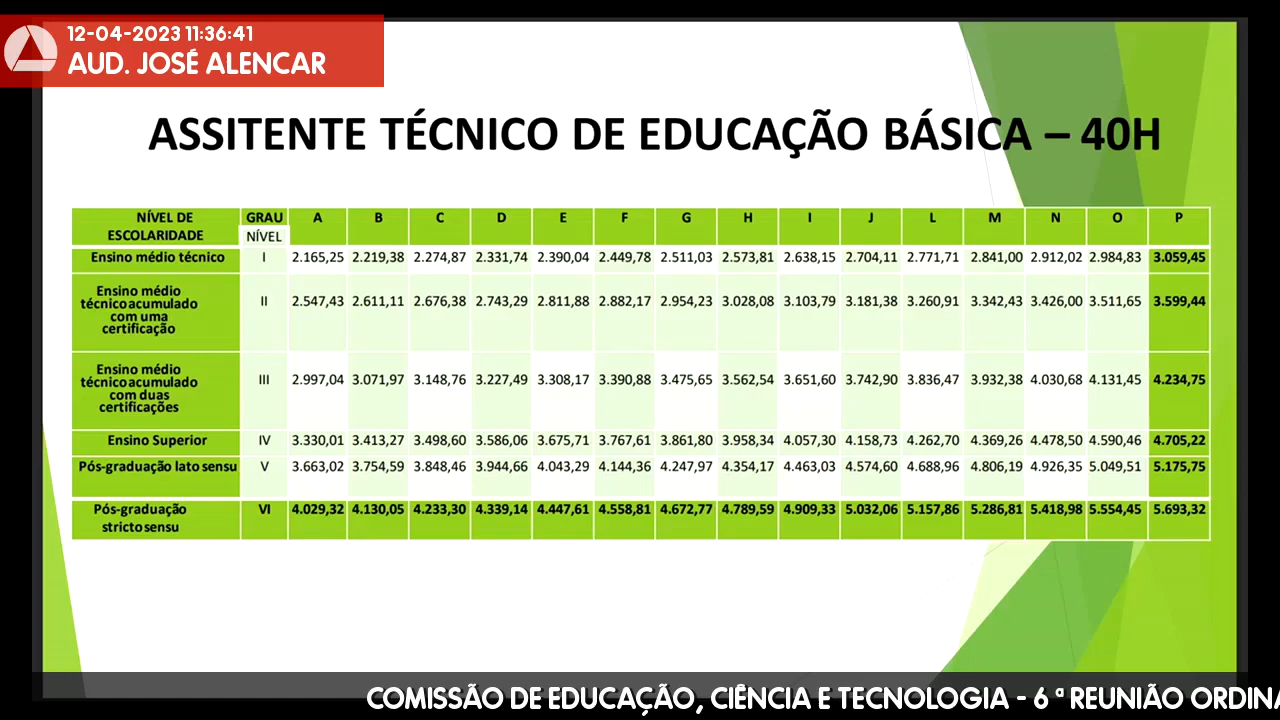 12-04-2023 11:36:41
AUD. JOSÉ ALENCAR
ASSITENTE TÉCNICO DE EDUCAÇÃO BÁSICA – 40H
NÍVEL DE ESCOLARIDADE GRAU NÍVEL A B C D E F G H I J L M N O P
Ensino médio técnico I 2.165,25 2.219,38 2.274,87 2.331,74 2.390,04 2.449,78 2.511,03 2.573,81 2.638,15 2.704,11 2.771,71 2.841,00 2.912,02 2.984,83 3.059,45
Ensino médio técnico acumulado com uma certificação II 2.547,43 2.611,11 2.676,38 2.743,29 2.811,88 2.882,17 2.954,23 3.028,08 3.103,79 3.181,38 3.260,91 3.342,43 3.426,00 3.511,65 3.599,44
Ensino médio técnico acumulado com duas certificações III 2.997,04 3.071,97 3.148,76 3.227,49 3.308,17 3.390,88 3.475,65 3.562,54 3.651,60 3.742,90 3.836,47 3.932,38 4.030,68 4.131,45 4.234,75
Ensino Superior IV 3.330,01 3.413,27 3.498,60 3.586,06 3.675,71 3.767,61 3.861,80 3.958,34 4.057,30 4.158,73 4.262,70 4.369,26 4.478,50 4.590,46 4.705,22
Pós-graduação lato sensu V 3.663,02 3.754,59 3.848,46 3.944,66 4.043,29 4.144,36 4.247,97 4.354,17 4.463,03 4.574,60 4.688,96 4.806,19 4.926,35 5.049,51 5.175,75
Pós-graduação stricto sensu VI 4.029,32 4.130,05 4.233,30 4.339,14 4.447,61 4.558,81 4.672,77 4.789,59 4.909,33 5.032,06 5.157,86 5.286,81 5.418,98 5.554,45 5.693,32
COMISSÃO DE EDUCAÇÃO, CIÊNCIA E TECNOLOGIA - 6 ª REUNIÃO ORDINA